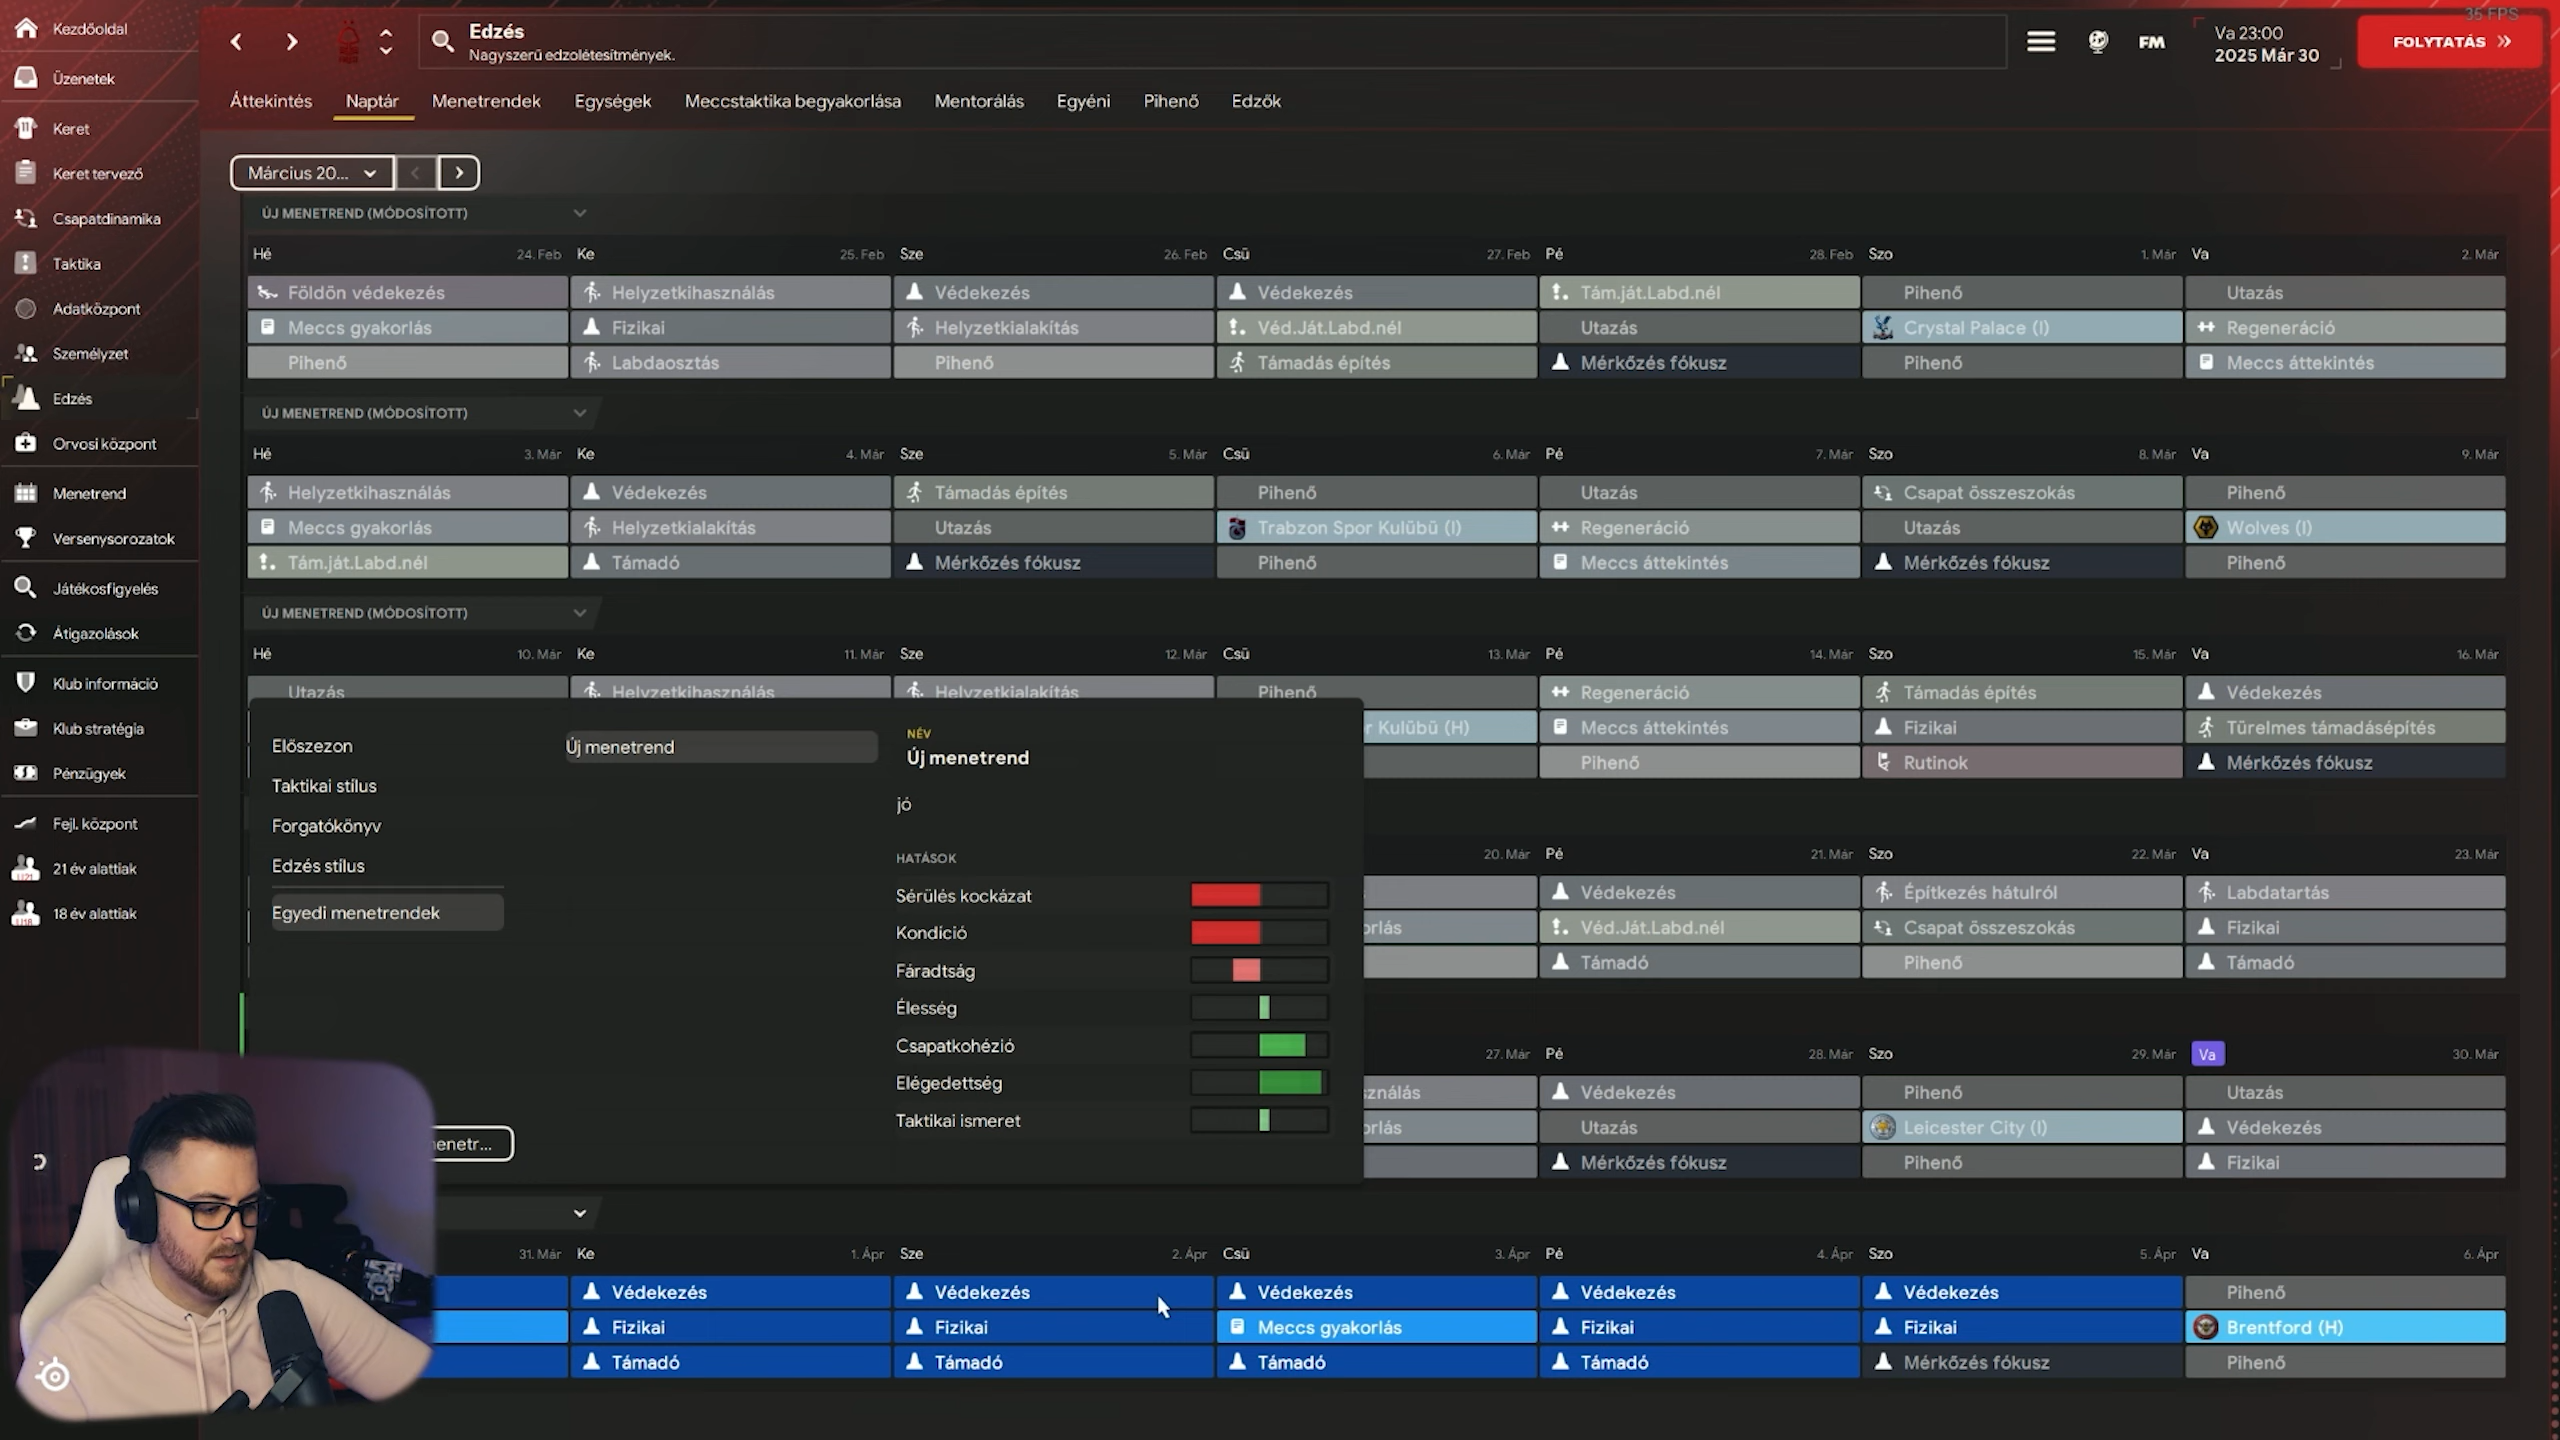 35 FPS
Kezdőoldal
Üzenetek
Keret
Keret tervező
Csapatdinamika
Taktika
Adatközpont
Személyzet
Edzés
Orvosi központ
Menetrend
Versenysorozatok
Játékosfigyelés
Átigazolások
Klub információ
Klub stratégia
Pénzügyek
Fejl. központ
21 év alattiak
18 év alattiak
Edzés
Nagyszerű edzolétesítmények.
FM
Va 23:00
2025 Már 30
FOLYTATÁS
Áttekintés Naptár Menetrendek Egységek Meccstaktika begyakorlása Mentorálás Egyéni Pihenő Edzők
Március 20...
ÚJ MENETREND (MÓDOSÍTOTT)
Hé 24. Feb Ke 25. Feb Sze 26. Feb Csü 27. Feb Pé 28. Feb Szo 1. Már Va 2. Már
Földön védekezés Helyzetkihasználás Védekezés Védekezés Tám.ját.Labd.nél Pihenő Utazás
Meccs gyakorlás Fizikai Helyzetkialakítás Véd.Ját.Labd.nél Utazás Crystal Palace (I) Regeneráció
Pihenő Labdaosztás Pihenő Támadás építés Mérkőzés fókusz Pihenő Meccs áttekintés
ÚJ MENETREND (MÓDOSÍTOTT)
Hé 3. Már Ke 4. Már Sze 5. Már Csü 6. Már Pé 7. Már Szo 8. Már Va 9. Már
Helyzetkihasználás Védekezés Támadás építés Pihenő Utazás Csapat összeszokás Pihenő
Meccs gyakorlás Helyzetkialakítás Utazás Trabzon Spor Kulübü (I) Regeneráció Utazás Wolves (I)
Tám.ját.Labd.nél Támadó Mérkőzés fókusz Pihenő Meccs áttekintés Mérkőzés fókusz Pihenő
ÚJ MENETREND (MÓDOSÍTOTT)
Hé 10. Már Ke 11. Már Sze 12. Már Csü 13. Már Pé 14. Már Szo 15. Már Va 16. Már
Utazás Helyzetkihasználás Helyzetkialakítás Pihenő Regeneráció Támadás építés Védekezés
r Kulübü (H) Meccs áttekintés Fizikai Türelmes támadásépítés
Pihenő Rutinok Mérkőzés fókusz
20. Már Pé 21. Már Szo 22. Már Va 23. Már
Védekezés Építkezés hátulról Labdatartás
orlás Véd.Ját.Labd.nél Csapat összeszokás Fizikai
Támadó Pihenő Támadó
27. Már Pé 28. Már Szo 29. Már Va 30. Már
ználás Védekezés Pihenő Utazás
orlás Utazás Leicester City (I) Védekezés
Mérkőzés fókusz Pihenő Fizikai
Előszezon
Taktikai stílus
Forgatókönyv
Edzés stílus
Egyedi menetrendek
Új menetrend
NÉV
Új menetrend
jó
HATÁSOK
Sérülés kockázat
Kondíció
Fáradtság
Élesség
Csapatkohézió
Elégedettség
Taktikai ismeret
enetr...
31. Már Ke 1. Ápr Sze 2. Ápr Csü 3. Ápr Pé 4. Ápr Szo 5. Ápr Va 6. Ápr
Védekezés Védekezés Védekezés Védekezés Védekezés Pihenő
Fizikai Fizikai Meccs gyakorlás Fizikai Fizikai Brentford (H)
Támadó Támadó Támadó Támadó Mérkőzés fókusz Pihenő